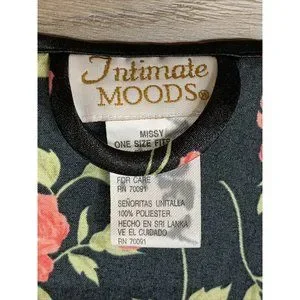 Intimate
MOODS®
MISSY
ONE SIZE FITS
FOR CARE
RN 70091
SEÑORITAS UNITALLA
100% POLIESTER.
HECHO EN SRI LANKA
VE EL CUIDADO
RN 70091